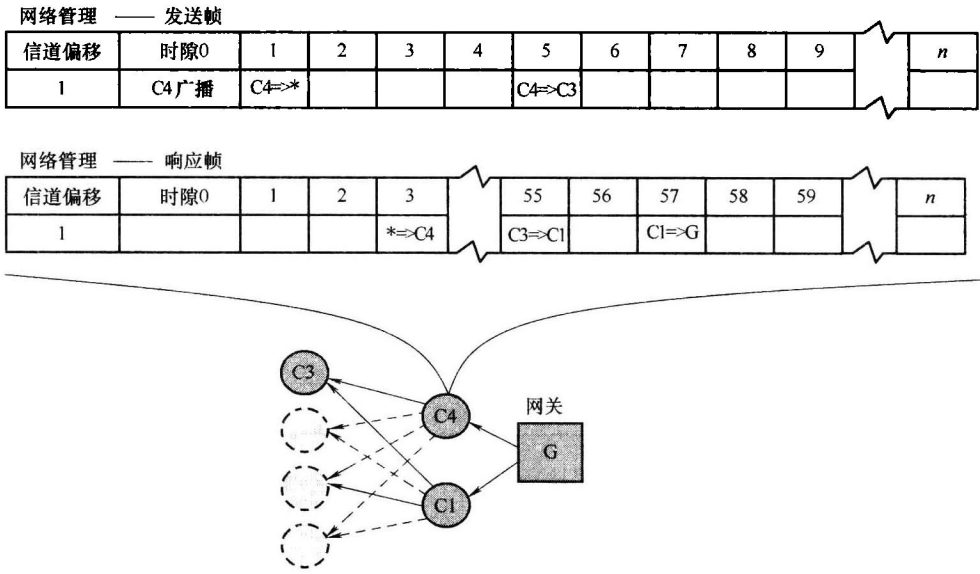 网络管理 —— 发送帧
信道偏移 时隙0 1 2 3 4 5 6 7 8 9 n
1 C4广播 C4=>* C4=>C3
网络管理 —— 响应帧
信道偏移 时隙0 1 2 3 55 56 57 58 59 n
1 *=>C4 C3=>C1 C1=>G
C3
C4
网关
G
C1